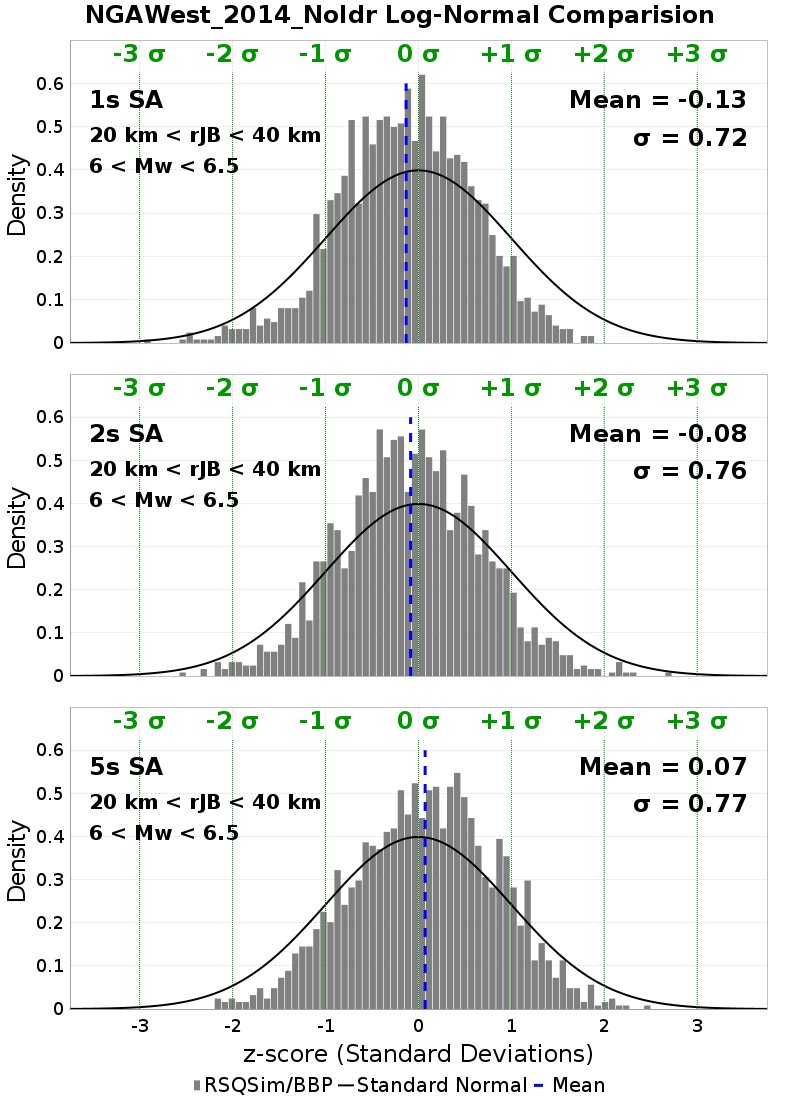 NGAWest_2014_NoIdr Log-Normal Comparision
-3 σ -2 σ -1 σ 0 σ +1 σ +2 σ +3 σ
1s SA
Mean = -0.13
20 km < rJB < 40 km
σ = 0.72
6 < Mw < 6.5
Density
0.6
0.5
0.4
0.3
0.2
0.1
0
-3 σ -2 σ -1 σ 0 σ +1 σ +2 σ +3 σ
2s SA
Mean = -0.08
20 km < rJB < 40 km
σ = 0.76
6 < Mw < 6.5
Density
0.6
0.5
0.4
0.3
0.2
0.1
0
-3 σ -2 σ -1 σ 0 σ +1 σ +2 σ +3 σ
5s SA
Mean = 0.07
20 km < rJB < 40 km
σ = 0.77
6 < Mw < 6.5
Density
0.6
0.5
0.4
0.3
0.2
0.1
0
-3 -2 -1 0 1 2 3
z-score (Standard Deviations)
RSQSim/BBP Standard Normal Mean